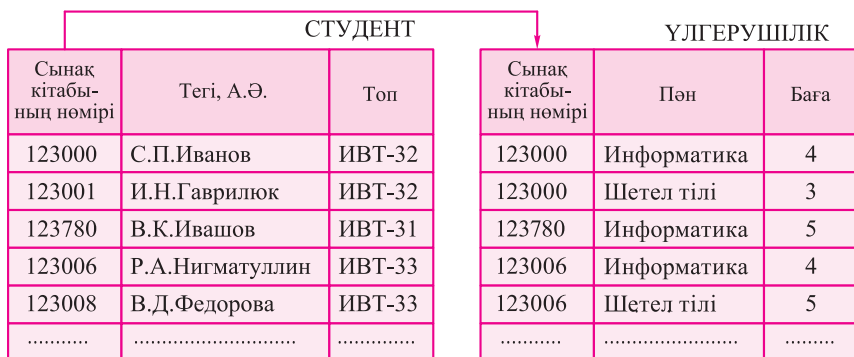 СТУДЕНТ
Сынақ кітабы-ның нөмірі Тегі, А.Ә. Топ
123000 С.П.Иванов ИВТ-32
123001 И.Н.Гаврилюк ИВТ-32
123780 В.К.Ивашов ИВТ-31
123006 Р.А.Нигматуллин ИВТ-33
123008 В.Д.Федорова ИВТ-33
........... ............................ ..............
ҮЛГЕРУШІЛІК
Сынақ кітабы-ның нөмірі Пән Баға
123000 Информатика 4
123000 Шетел тілі 3
123780 Информатика 5
123006 Информатика 4
123006 Шетел тілі 5
........... ....................... .........